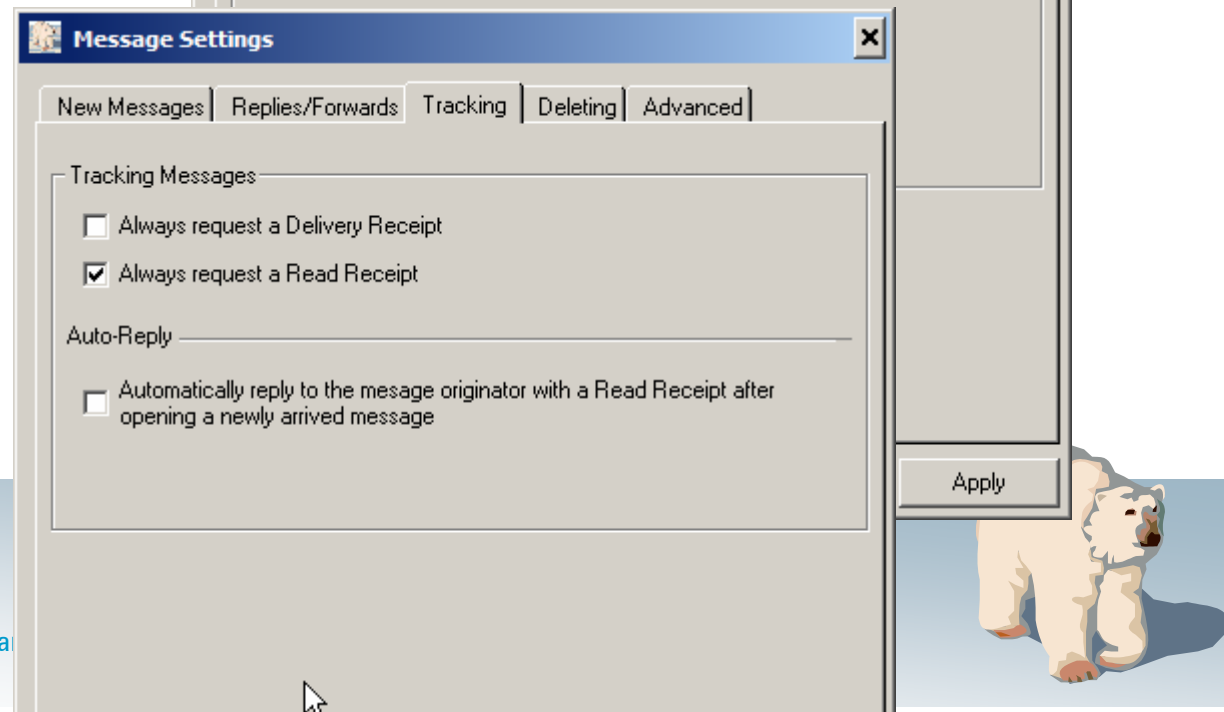 Message Settings
New Messages Replies/Forwards Tracking Deleting Advanced
Tracking Messages
Always request a Delivery Receipt
Always request a Read Receipt
Auto-Reply
Automatically reply to the mesage originator with a Read Receipt after
opening a newly arrived message
Apply